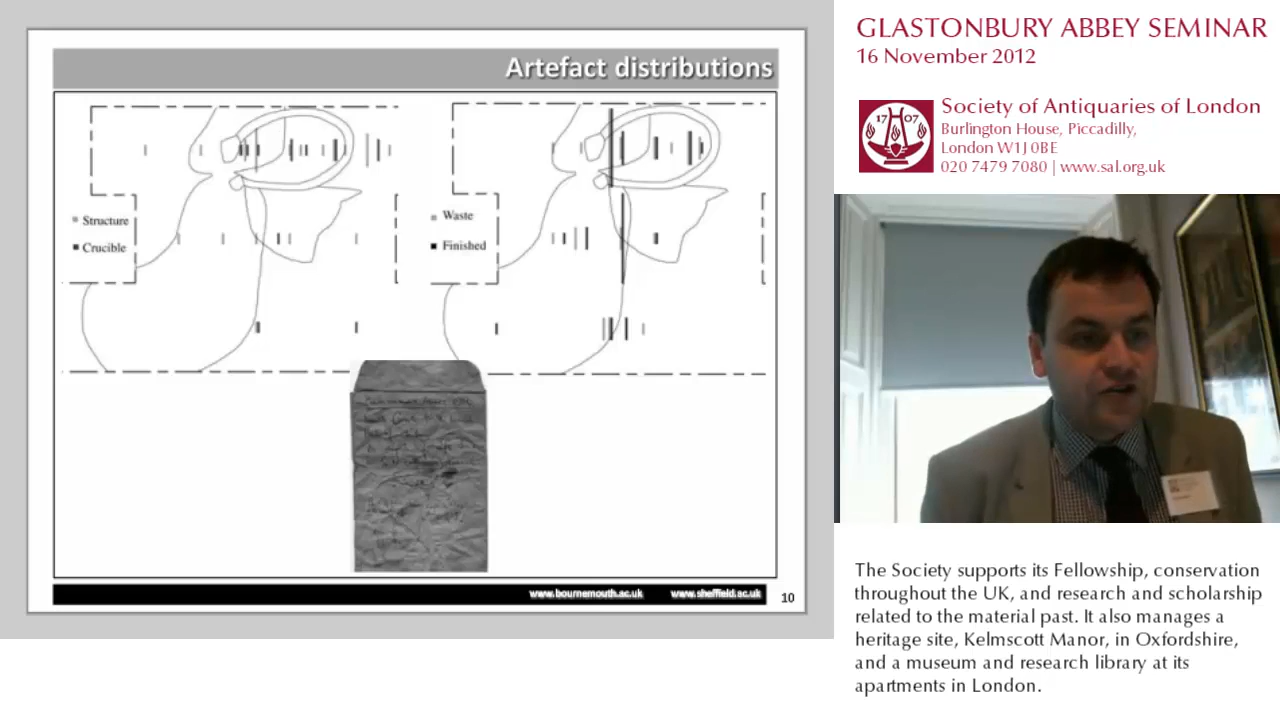 Artefact distributions
Structure
Crucible
Waste
Finished
www.bournemouth.ac.uk www.sheffield.ac.uk 10
GLASTONBURY ABBEY SEMINAR
16 November 2012
1707
Society of Antiquaries of London
Burlington House, Piccadilly,
London W1J 0BE
020 7479 7080 | www.sal.org.uk
The Society supports its Fellowship, conservation
throughout the UK, and research and scholarship
related to the material past. It also manages a
heritage site, Kelmscott Manor, in Oxfordshire,
and a museum and research library at its
apartments in London.